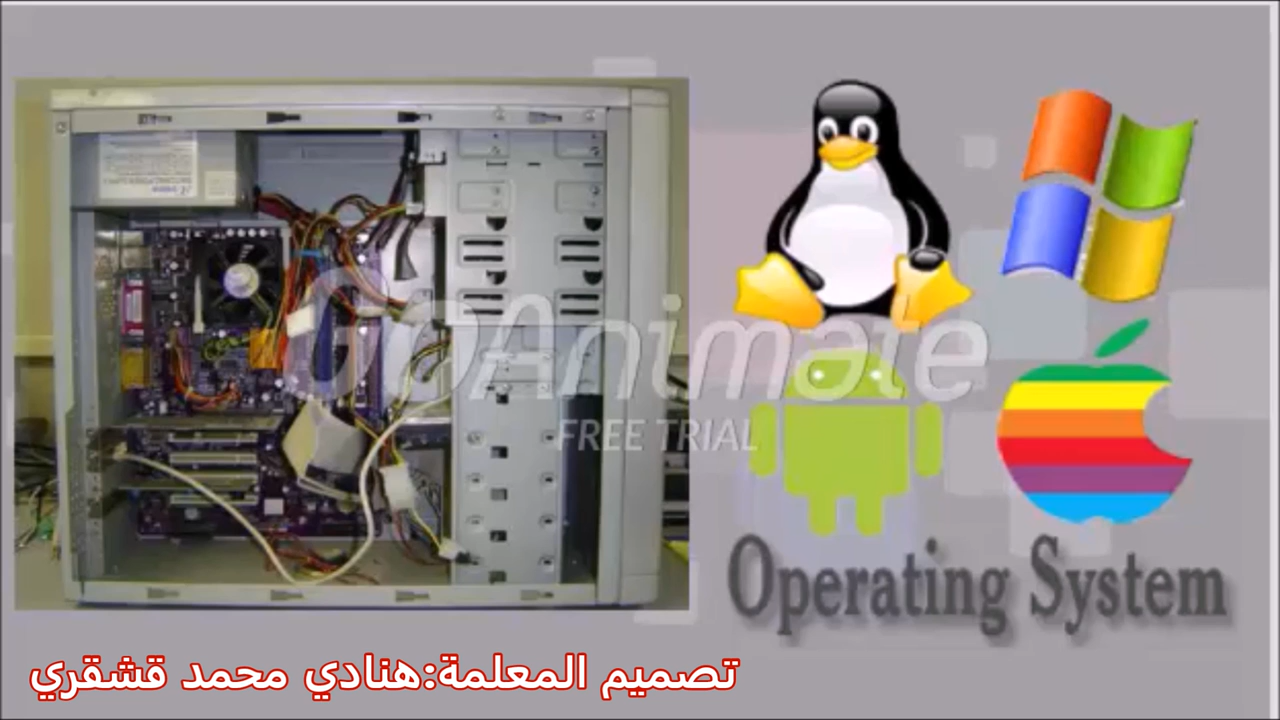 GoAnimate
FREE TRIAL
Operating System
تصميم المعلمة:هنادي محمد قشقري